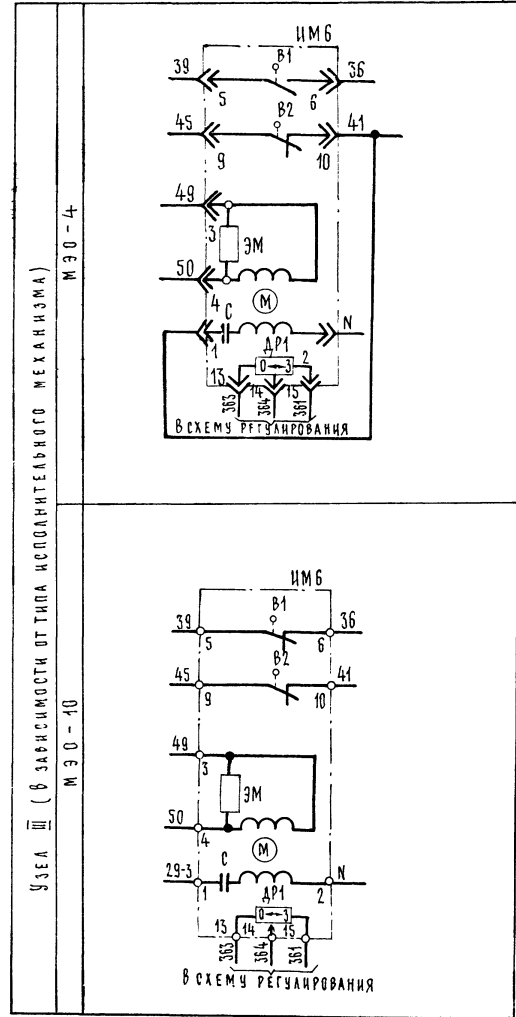 Узел III (в зависимости от типа исполнительного механизма)
МЭО-4
ИМ6
В1
39
36
5
6
В2
45
41
9
10
49
3
ЭМ
50
4
М
С
N
1
ДР1
2
0 3
13
14
15
363
364
361
В схему регулирования
МЭО-10
ИМ6
В1
39
36
5
6
В2
45
41
9
10
49
3
ЭМ
50
4
М
С
29-3
N
1
ДР1
2
0 3
13
14
15
363
364
361
В схему регулирования